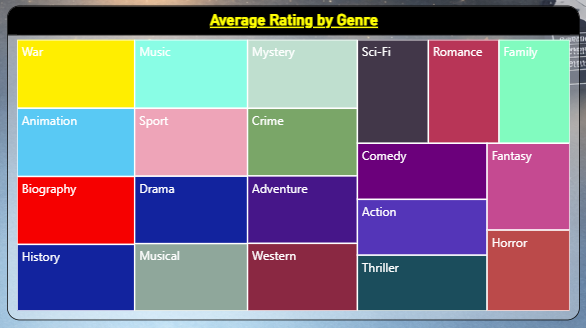 Average Rating by Genre
War
Music
Mystery
Sci-Fi
Romance
Family
Animation
Sport
Crime
Comedy
Fantasy
Biography
Drama
Adventure
Action
Horror
History
Musical
Western
Thriller